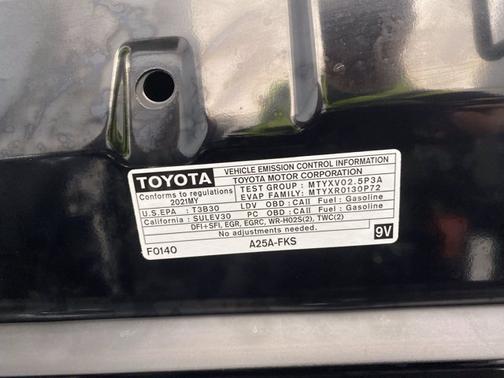 TOYOTA VEHICLE EMISSION CONTROL INFORMATION
TOYOTA MOTOR CORPORATION
Conforms to regulations TEST GROUP : MTYXV02.5P3A
2021MY EVAP FAMILY: MTYXR0130P72
U.S.EPA : T3B30 LDV OBD : CAII Fuel : Gasoline
California : SULEV30 PC OBD : CAII Fuel : Gasoline
DFI+SFI, EGR, EGRC, WR-HO2S(2), TWC(2)
No adjustments needed.
F0140 A25A-FKS 9V